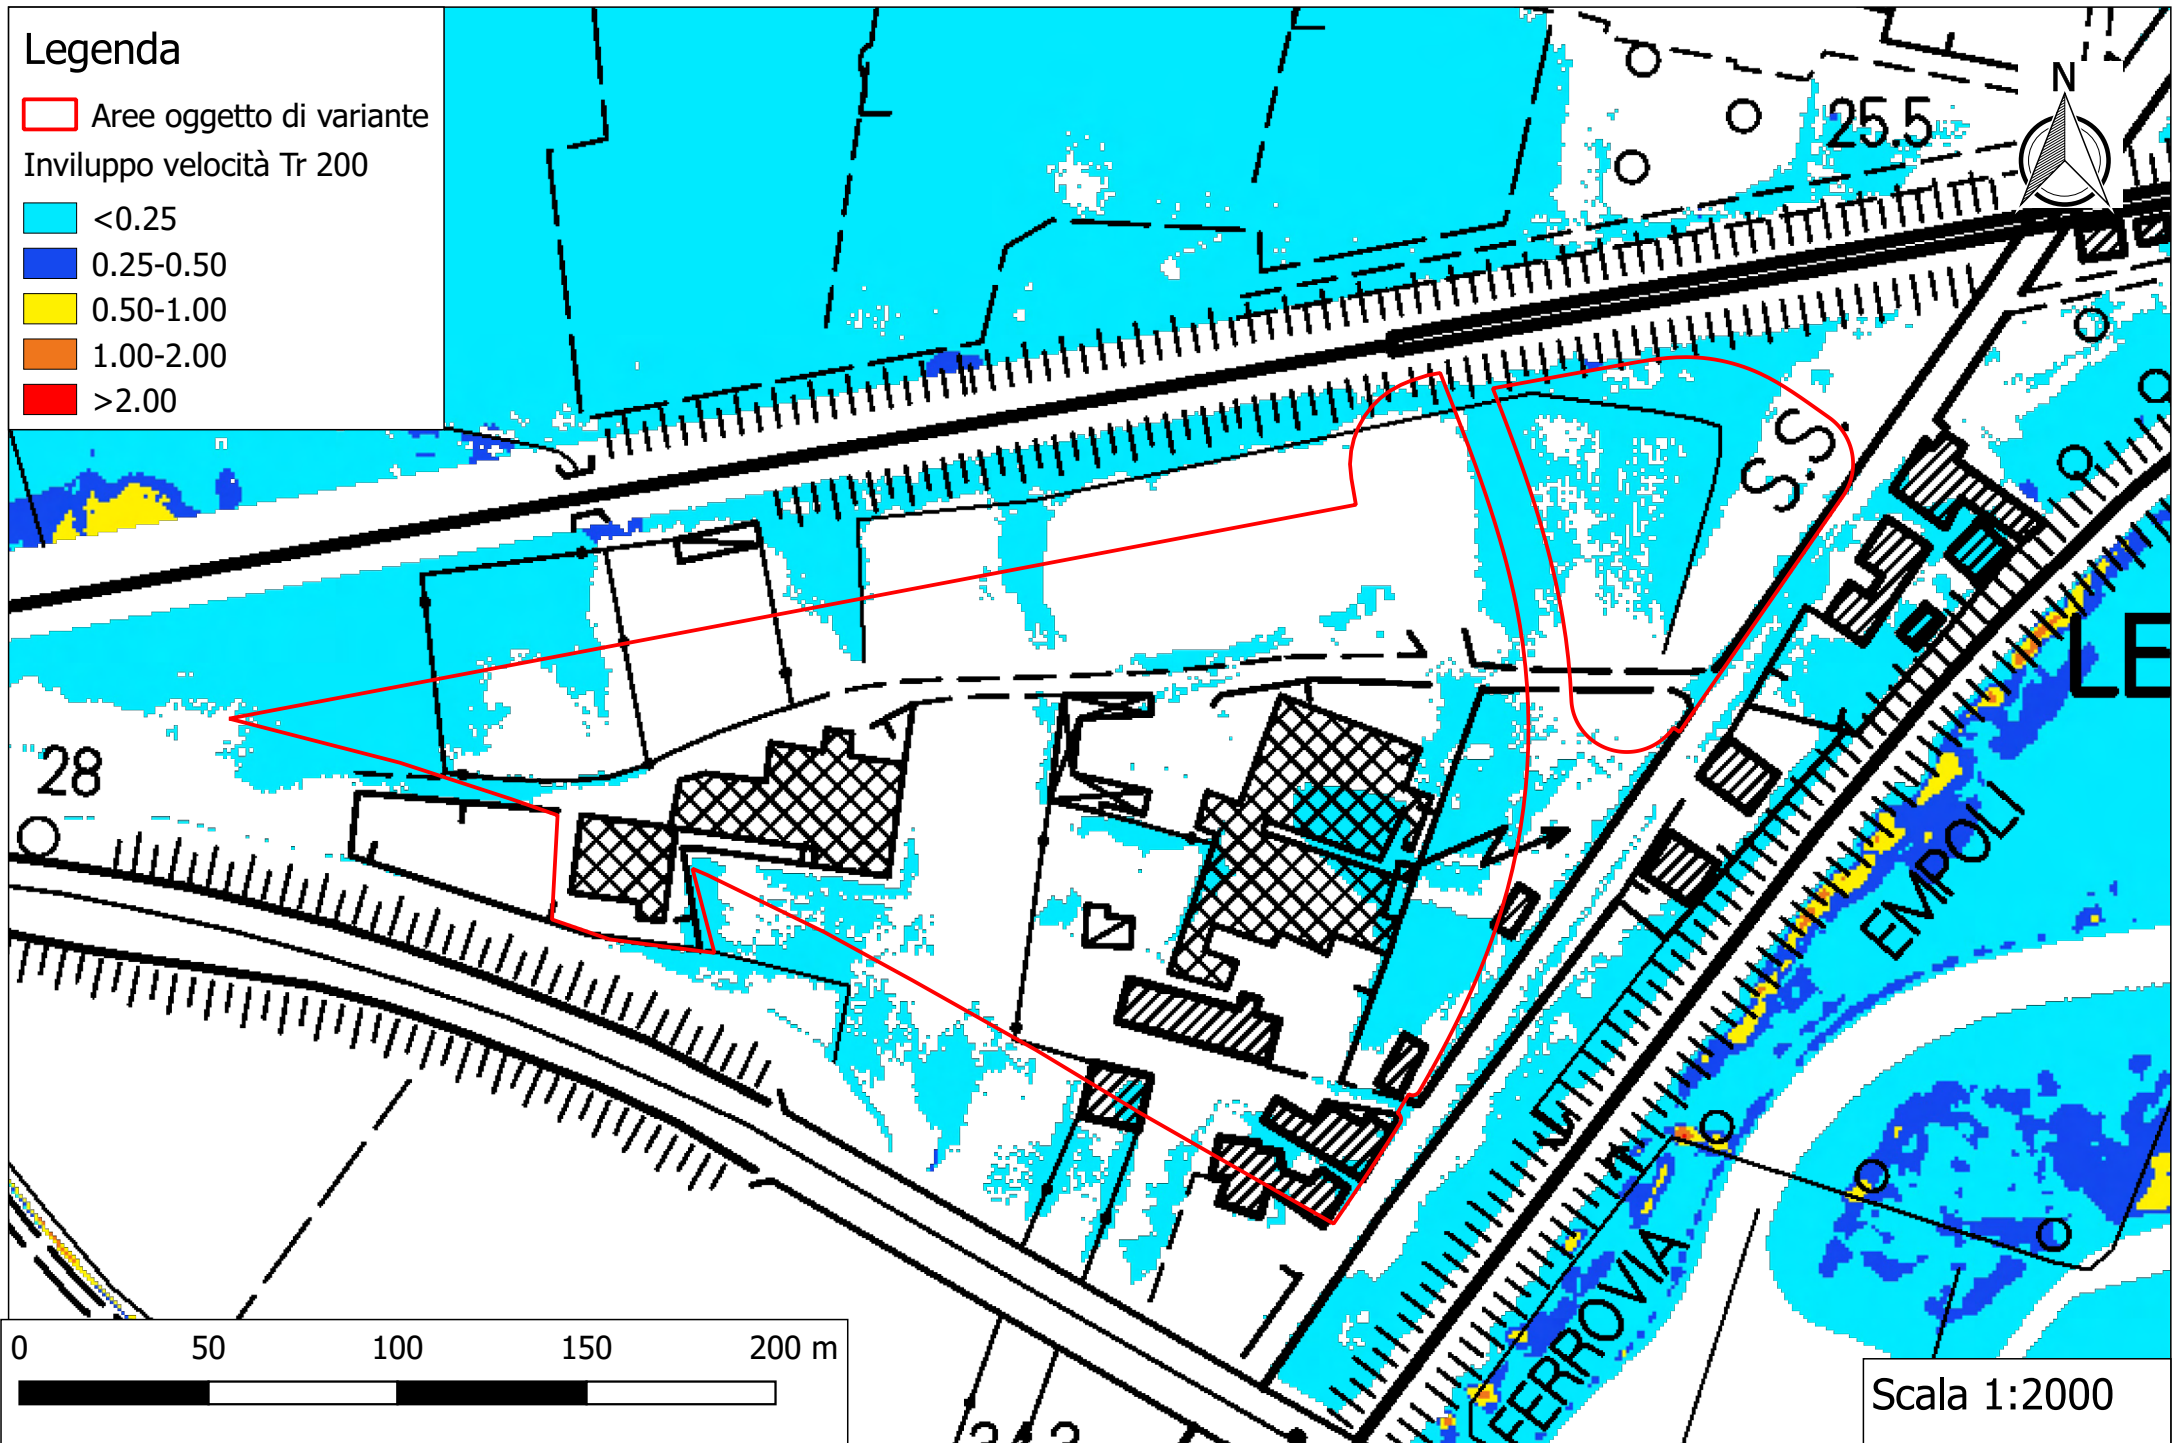 Legenda
Aree oggetto di variante
Inviluppo velocità Tr 200
<0.25
0.25-0.50
0.50-1.00
1.00-2.00
>2.00
N
25.5
S.S.
LE
28
EMPOLI
FERROVIA
0 50 100 150 200 m
Scala 1:2000